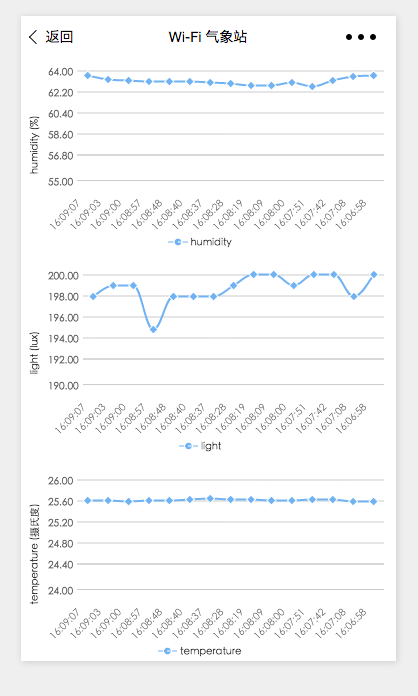 返回
Wi-Fi 气象站
64.00
62.20
60.40
58.60
56.80
55.00
humidity (%)
16:09:07 16:09:03 16:09:00 16:08:57 16:08:48 16:08:40 16:08:37 16:08:28 16:08:19 16:08:09 16:08:00 16:07:51 16:07:42 16:07:08 16:06:58
humidity
200.00
198.00
196.00
194.00
192.00
190.00
light (lux)
16:09:07 16:09:03 16:09:00 16:08:57 16:08:48 16:08:40 16:08:37 16:08:28 16:08:19 16:08:09 16:08:00 16:07:51 16:07:42 16:07:08 16:06:58
light
26.00
25.60
25.20
24.80
24.40
24.00
temperature (摄氏度)
16:09:07 16:09:03 16:09:00 16:08:57 16:08:48 16:08:40 16:08:37 16:08:28 16:08:19 16:08:09 16:08:00 16:07:51 16:07:42 16:07:08 16:06:58
temperature